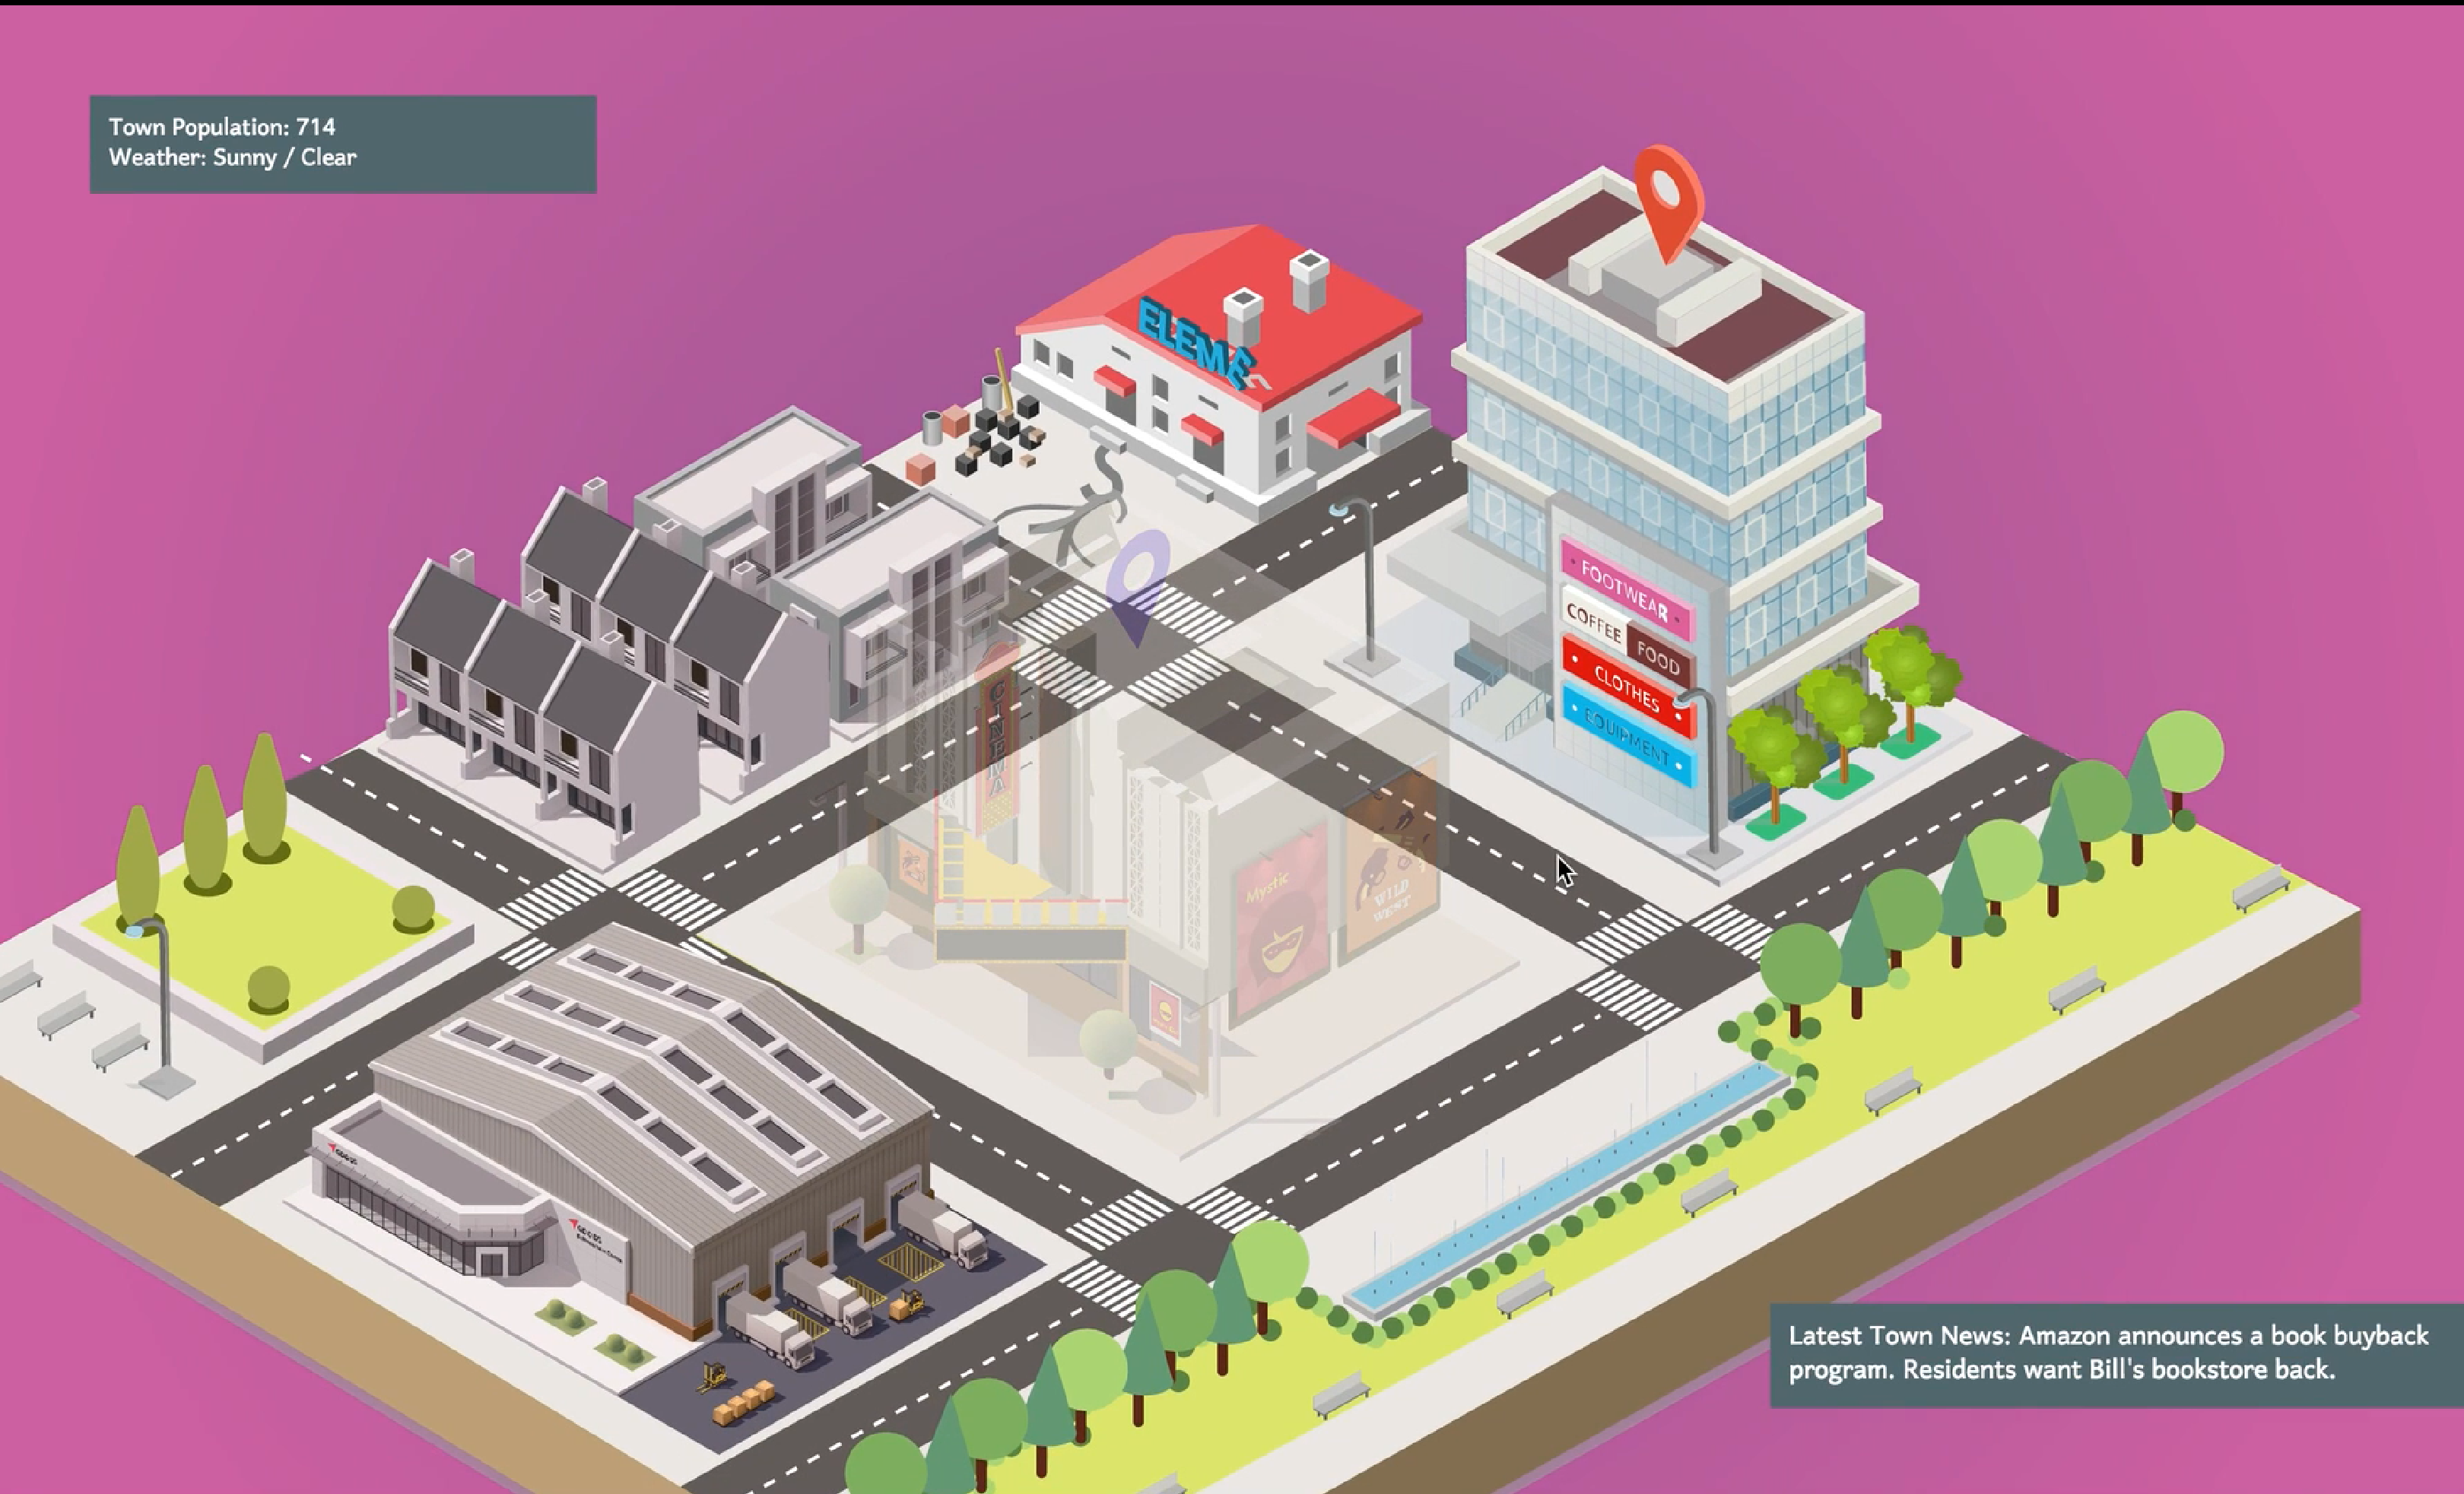 Town Population: 714
Weather: Sunny / Clear
ELEME
FOOTWEAR
COFFEE
FOOD
CLOTHES
EQUIPMENT
CINEMA
Mystic
WILD
WEST
Latest Town News: Amazon announces a book buyback
program. Residents want Bill's bookstore back.